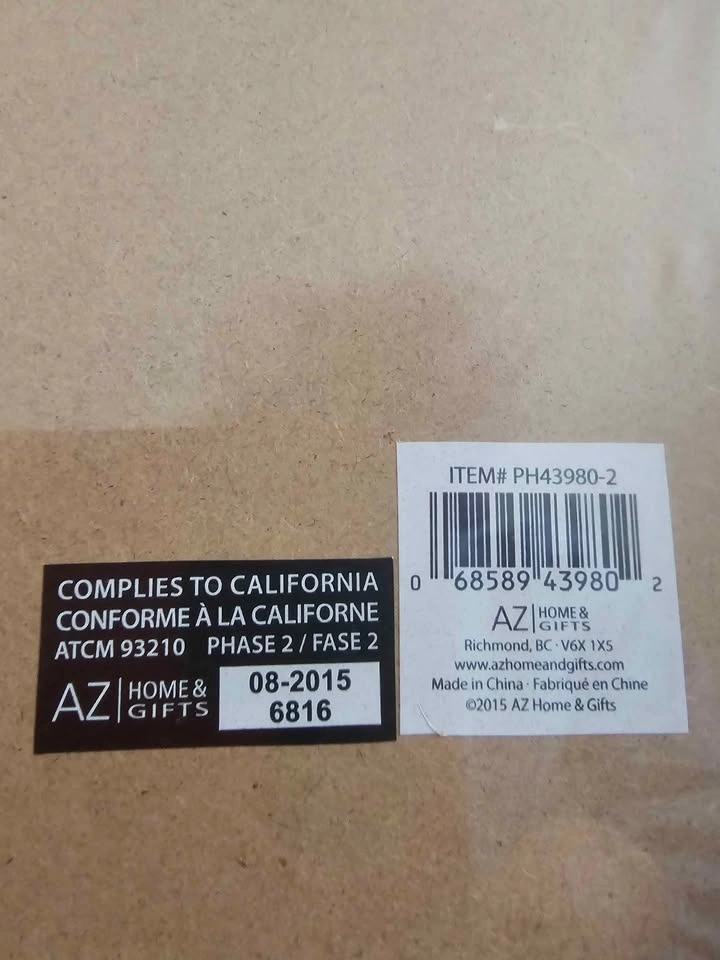 COMPLIES TO CALIFORNIA
CONFORME À LA CALIFORNE
ATCM 93210 PHASE 2 / FASE 2
AZ | HOME & GIFTS
08-2015
6816
ITEM# PH43980-2
0 68589 43980 2
AZ | HOME & GIFTS
Richmond, BC · V6X 1X5
www.azhomeandgifts.com
Made in China · Fabriqué en Chine
©2015 AZ Home & Gifts